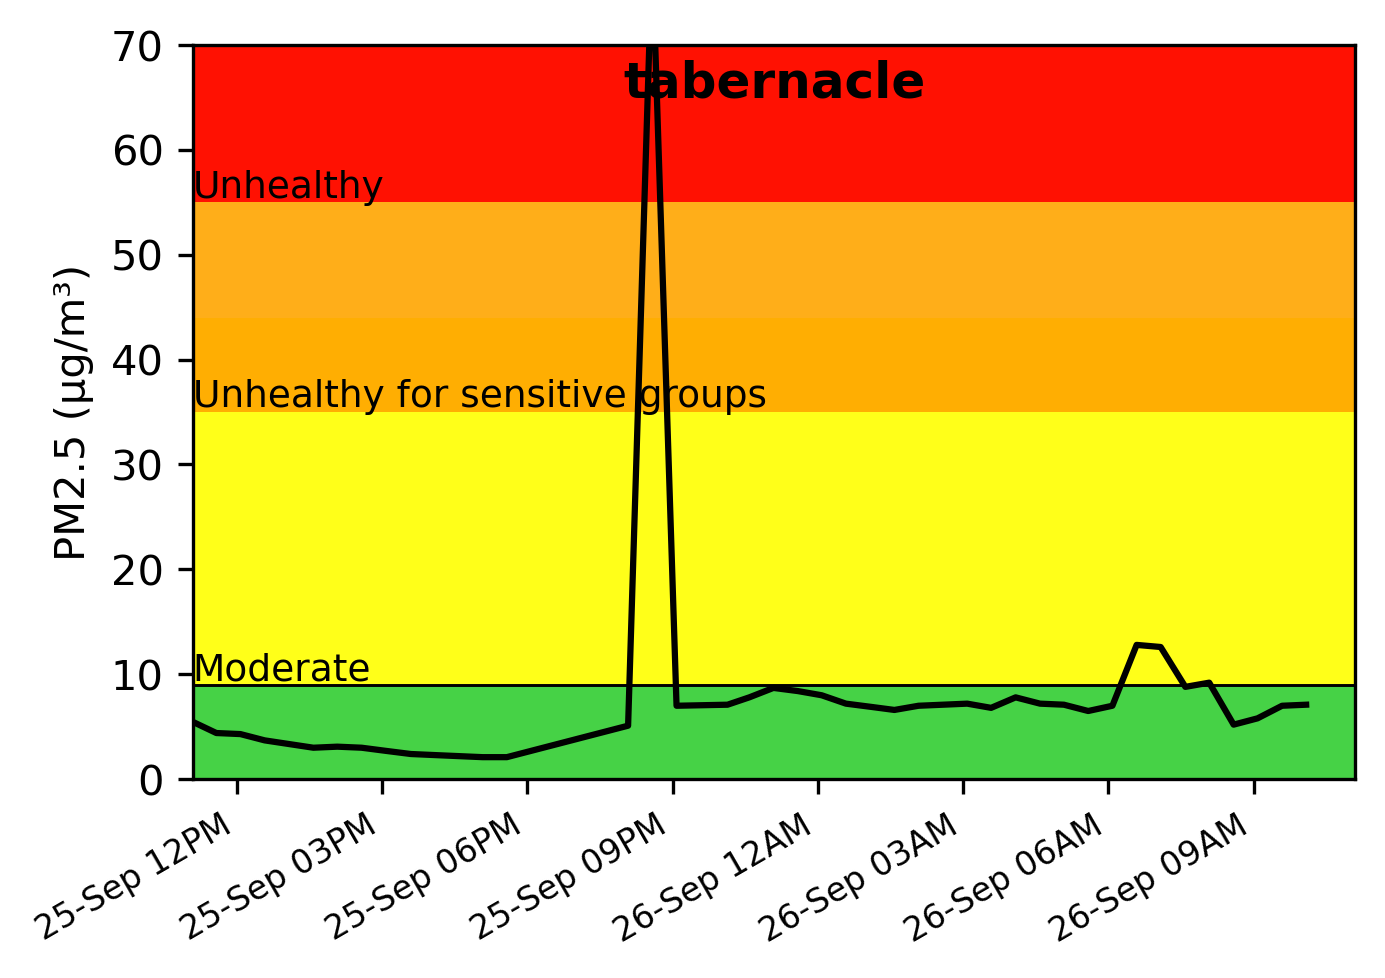 tabernacle
PM2.5 (µg/m³)
70
60
50
40
30
20
10
0
Unhealthy
Unhealthy for sensitive groups
Moderate
25-Sep 12PM
25-Sep 03PM
25-Sep 06PM
25-Sep 09PM
26-Sep 12AM
26-Sep 03AM
26-Sep 06AM
26-Sep 09AM